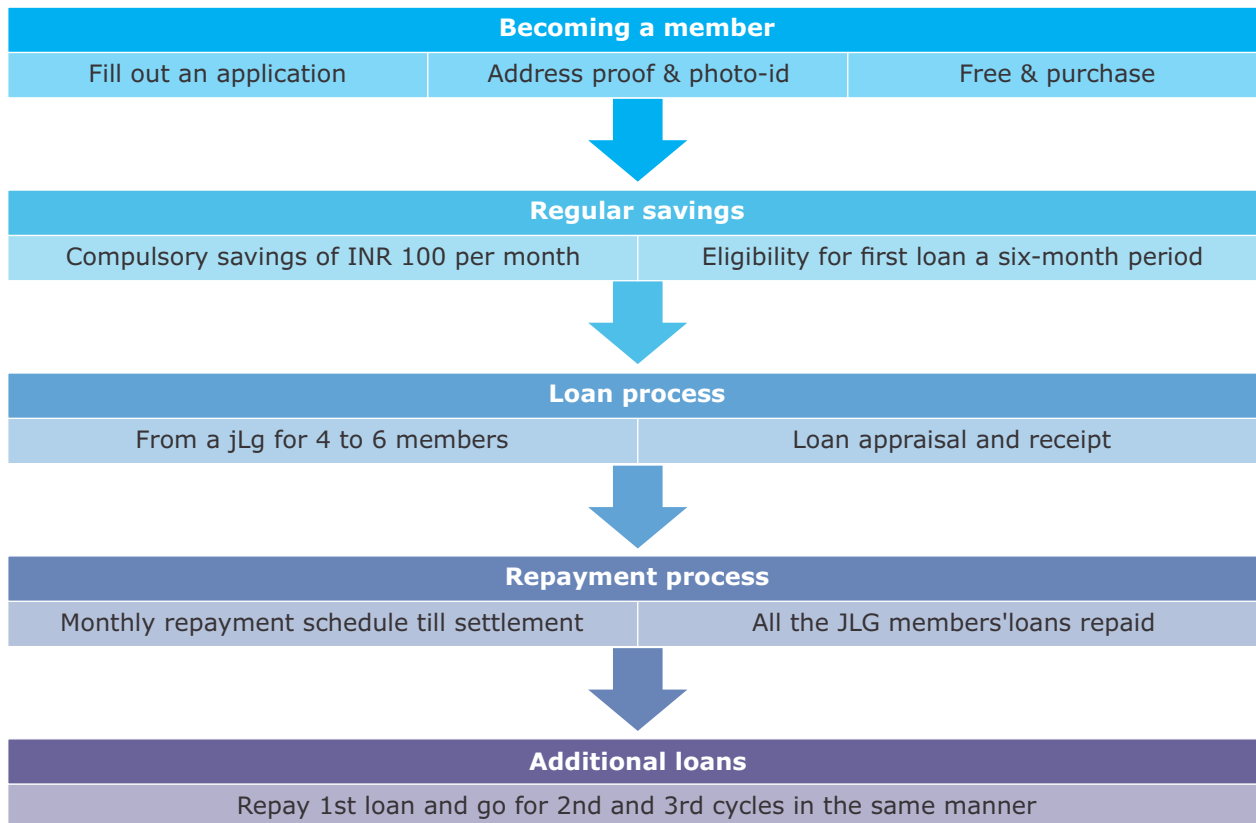 Becoming a member
Fill out an application
Address proof & photo-id
Free & purchase
Regular savings
Compulsory savings of INR 100 per month
Eligibility for first loan a six-month period
Loan process
From a jLg for 4 to 6 members
Loan appraisal and receipt
Repayment process
Monthly repayment schedule till settlement
All the JLG members'loans repaid
Additional loans
Repay 1st loan and go for 2nd and 3rd cycles in the same manner